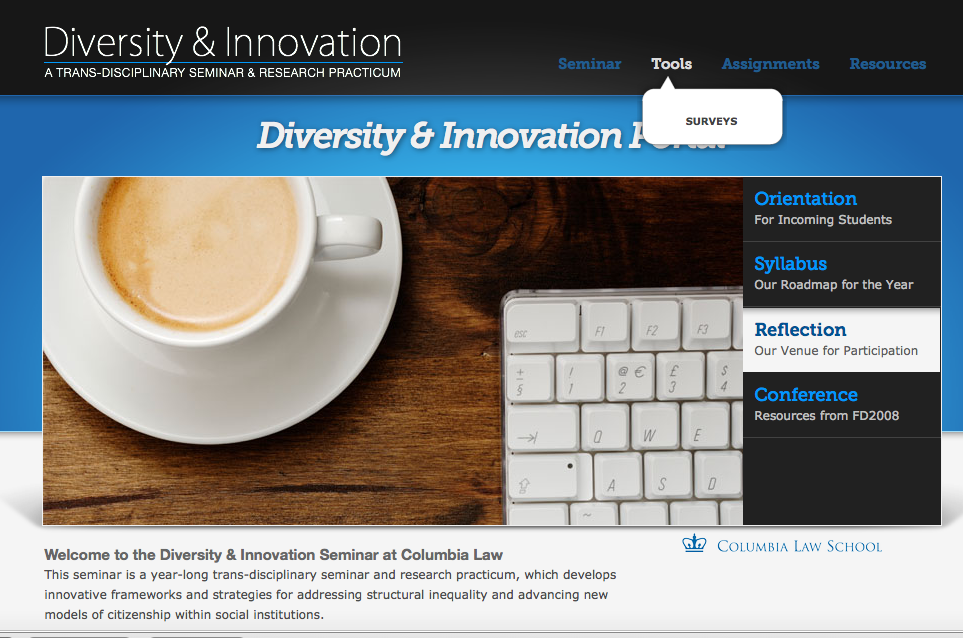 Diversity & Innovation
A TRANS-DISCIPLINARY SEMINAR & RESEARCH PRACTICUM
Seminar Tools Assignments Resources
SURVEYS
Diversity & Innovation
Orientation
For Incoming Students
Syllabus
Our Roadmap for the Year
Reflection
Our Venue for Participation
Conference
Resources from FD2008
esc F1 F2 F3
± ! @ € £ $
§ 1 2 3 4
Q W E
A S D
~
Columbia Law School
Welcome to the Diversity & Innovation Seminar at Columbia Law
This seminar is a year-long trans-disciplinary seminar and research practicum, which develops
innovative frameworks and strategies for addressing structural inequality and advancing new
models of citizenship within social institutions.